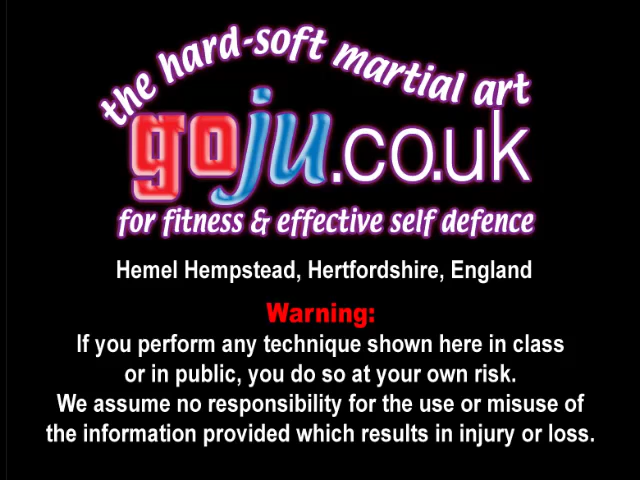 the hard-soft martial art
goju.co.uk
for fitness & effective self defence
Hemel Hempstead, Hertfordshire, England
Warning:
If you perform any technique shown here in class
or in public, you do so at your own risk.
We assume no responsibility for the use or misuse of
the information provided which results in injury or loss.